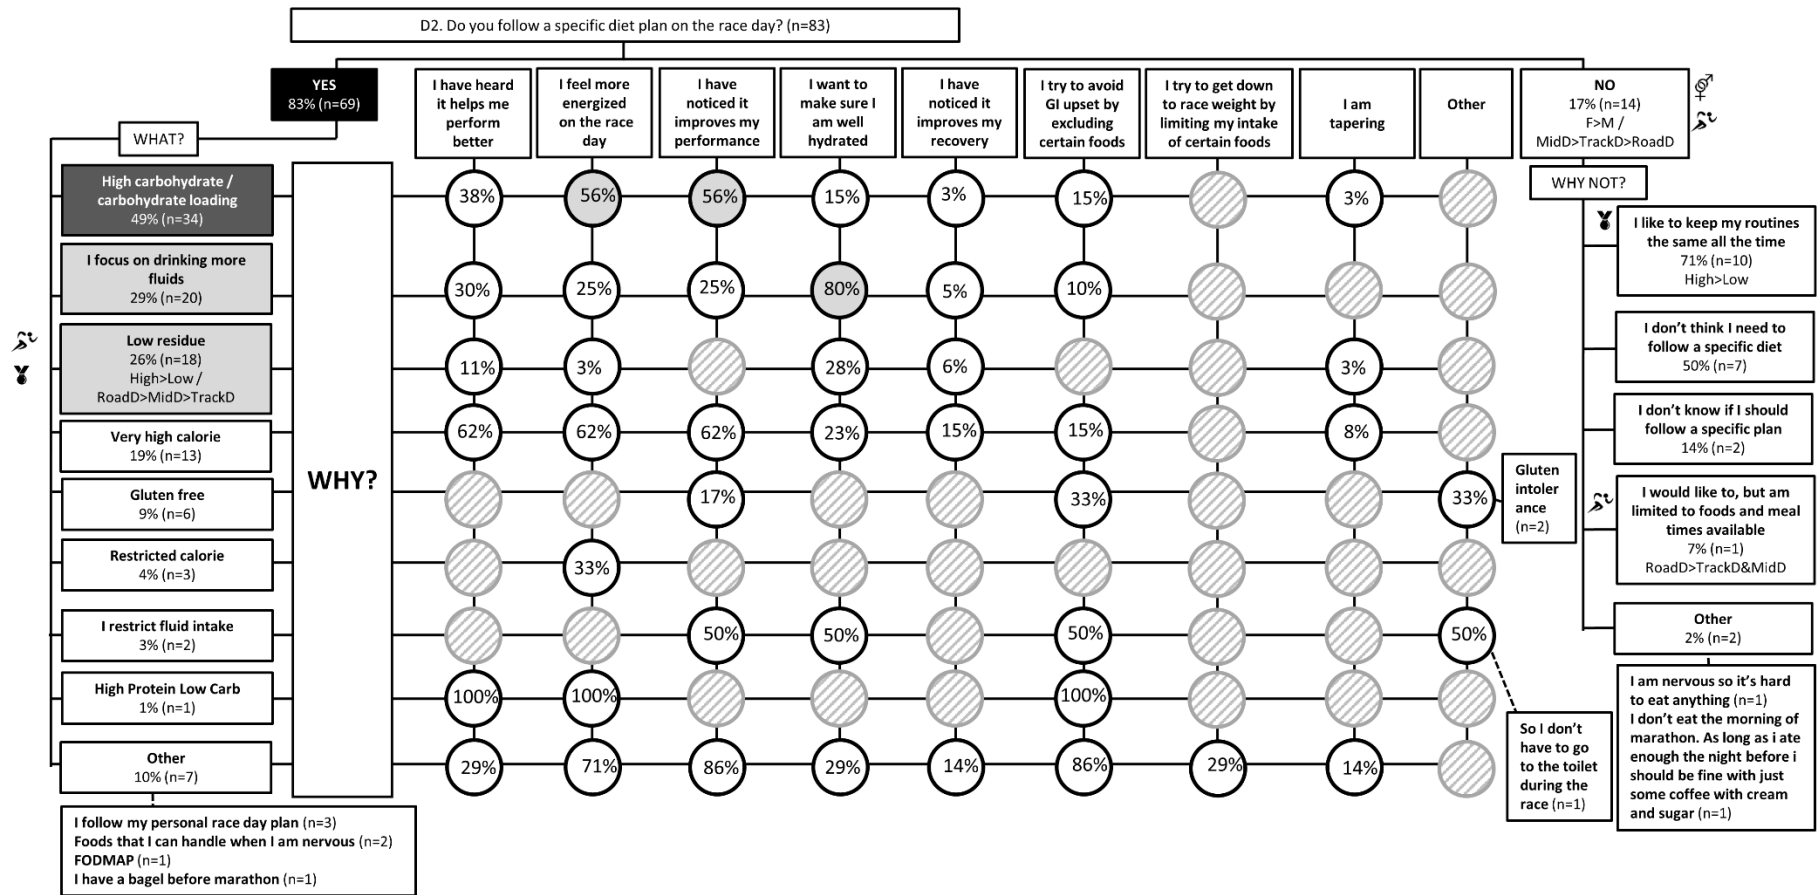 D2. Do you follow a specific diet plan on the race day? (n=83)
YES
83% (n=69)
I have heard
it helps me
perform
better
I feel more
energized
on the race
day
I have
noticed it
improves my
performance
I want to
make sure I
am well
hydrated
I have
noticed it
improves my
recovery
I try to avoid
GI upset by
excluding
certain foods
I try to get down
to race weight by
limiting my intake
of certain foods
I am
tapering
Other
NO
17% (n=14)
F>M /
MidD>TrackD>RoadD
WHAT?
WHY?
WHY NOT?
High carbohydrate /
carbohydrate loading
49% (n=34)
38% 56% 56% 15% 3% 15% 3%
I focus on drinking more
fluids
29% (n=20)
30% 25% 25% 80% 5% 10%
Low residue
26% (n=18)
High>Low /
RoadD>MidD>TrackD
11% 3% 28% 6% 3%
Very high calorie
19% (n=13)
62% 62% 62% 23% 15% 15% 8%
Gluten free
9% (n=6)
17% 33% 33%
Gluten
intoler
ance
(n=2)
Restricted calorie
4% (n=3)
33%
I restrict fluid intake
3% (n=2)
50% 50% 50% 50%
High Protein Low Carb
1% (n=1)
100% 100% 100%
So I don't
have to go
to the toilet
during the
race (n=1)
Other
10% (n=7)
29% 71% 86% 29% 14% 86% 29% 14%
I follow my personal race day plan (n=3)
Foods that I can handle when I am nervous (n=2)
FODMAP (n=1)
I have a bagel before marathon (n=1)
I like to keep my routines
the same all the time
71% (n=10)
High>Low
I don't think I need to
follow a specific diet
50% (n=7)
I don't know if I should
follow a specific plan
14% (n=2)
I would like to, but am
limited to foods and meal
times available
7% (n=1)
RoadD>TrackD&MidD
Other
2% (n=2)
I am nervous so it's hard
to eat anything (n=1)
I don't eat the morning of
marathon. As long as i ate
enough the night before i
should be fine with just
some coffee with cream
and sugar (n=1)